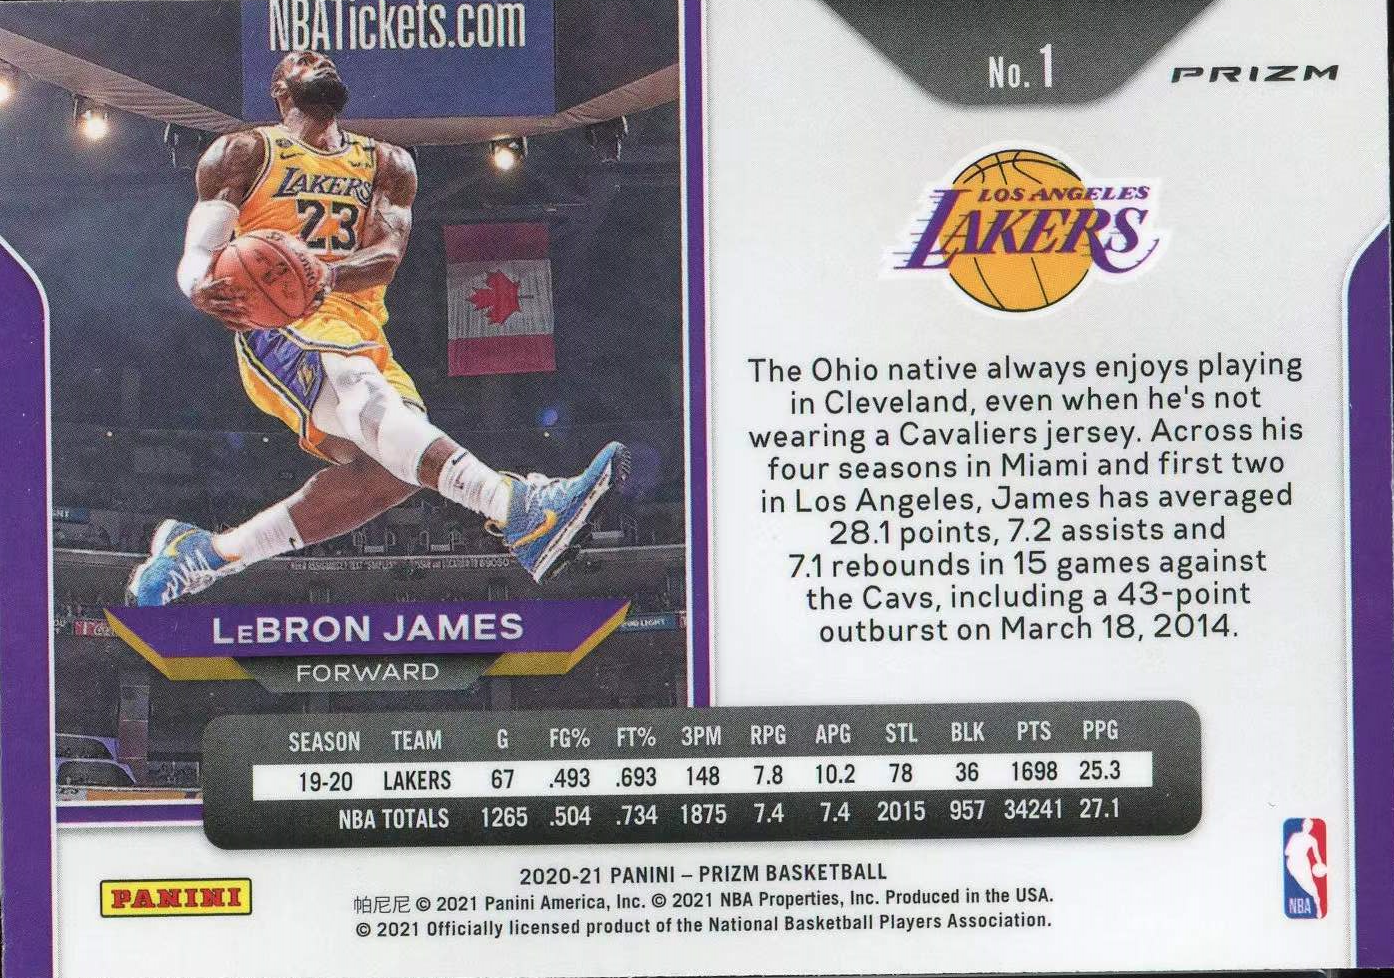 NBATickets.com
No. 1
PRIZM
LAKERS
23
LOS ANGELES
LAKERS
The Ohio native always enjoys playing
in Cleveland, even when he's not
wearing a Cavaliers jersey. Across his
four seasons in Miami and first two
in Los Angeles, James has averaged
28.1 points, 7.2 assists and
7.1 rebounds in 15 games against
the Cavs, including a 43-point
outburst on March 18, 2014.
LeBRON JAMES
FORWARD
SEASON TEAM G FG% FT% 3PM RPG APG STL BLK PTS PPG
19-20 LAKERS 67 .493 .693 148 7.8 10.2 78 36 1698 25.3
NBA TOTALS 1265 .504 .734 1875 7.4 7.4 2015 957 34241 27.1
PANINI
2020-21 PANINI – PRIZM BASKETBALL
帕尼尼 © 2021 Panini America, Inc. © 2021 NBA Properties, Inc. Produced in the USA.
© 2021 Officially licensed product of the National Basketball Players Association.
NBA